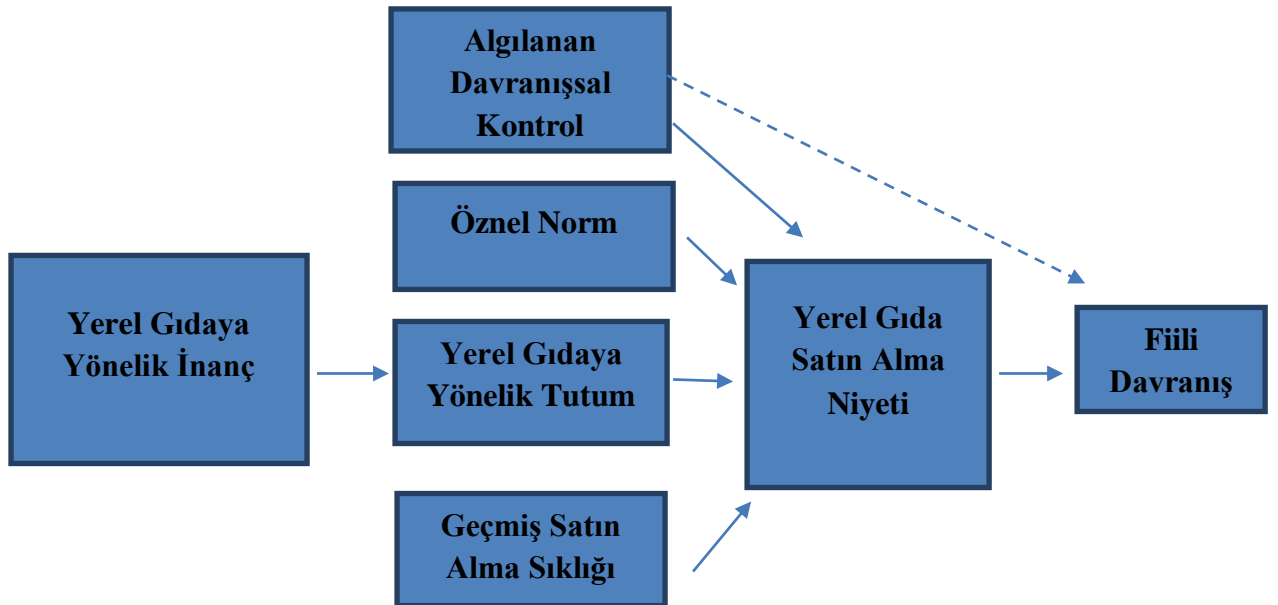 Algılanan
Davranışsal
Kontrol
Öznel Norm
Yerel Gıdaya
Yönelik İnanç
Yerel Gıdaya
Yönelik Tutum
Yerel Gıda
Satın Alma
Niyeti
Fiili
Davranış
Geçmiş Satın
Alma Sıklığı